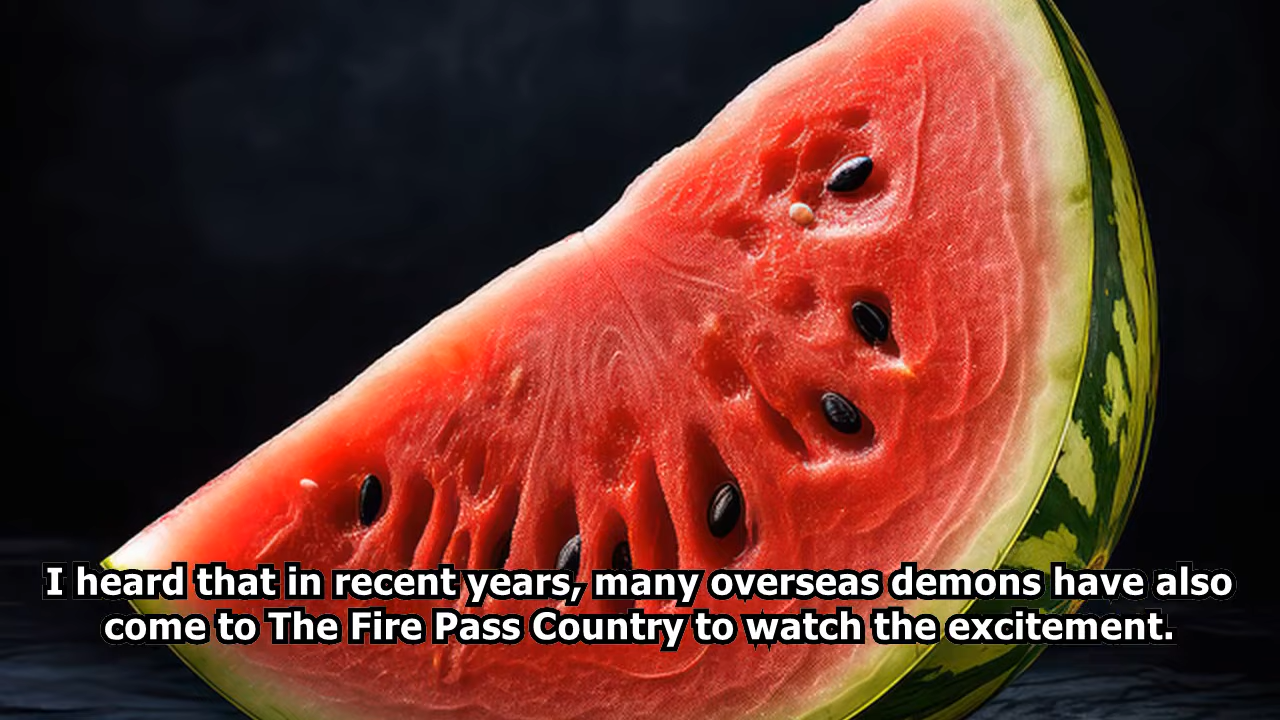 I heard that in recent years, many overseas demons have also
come to The Fire Pass Country to watch the excitement.